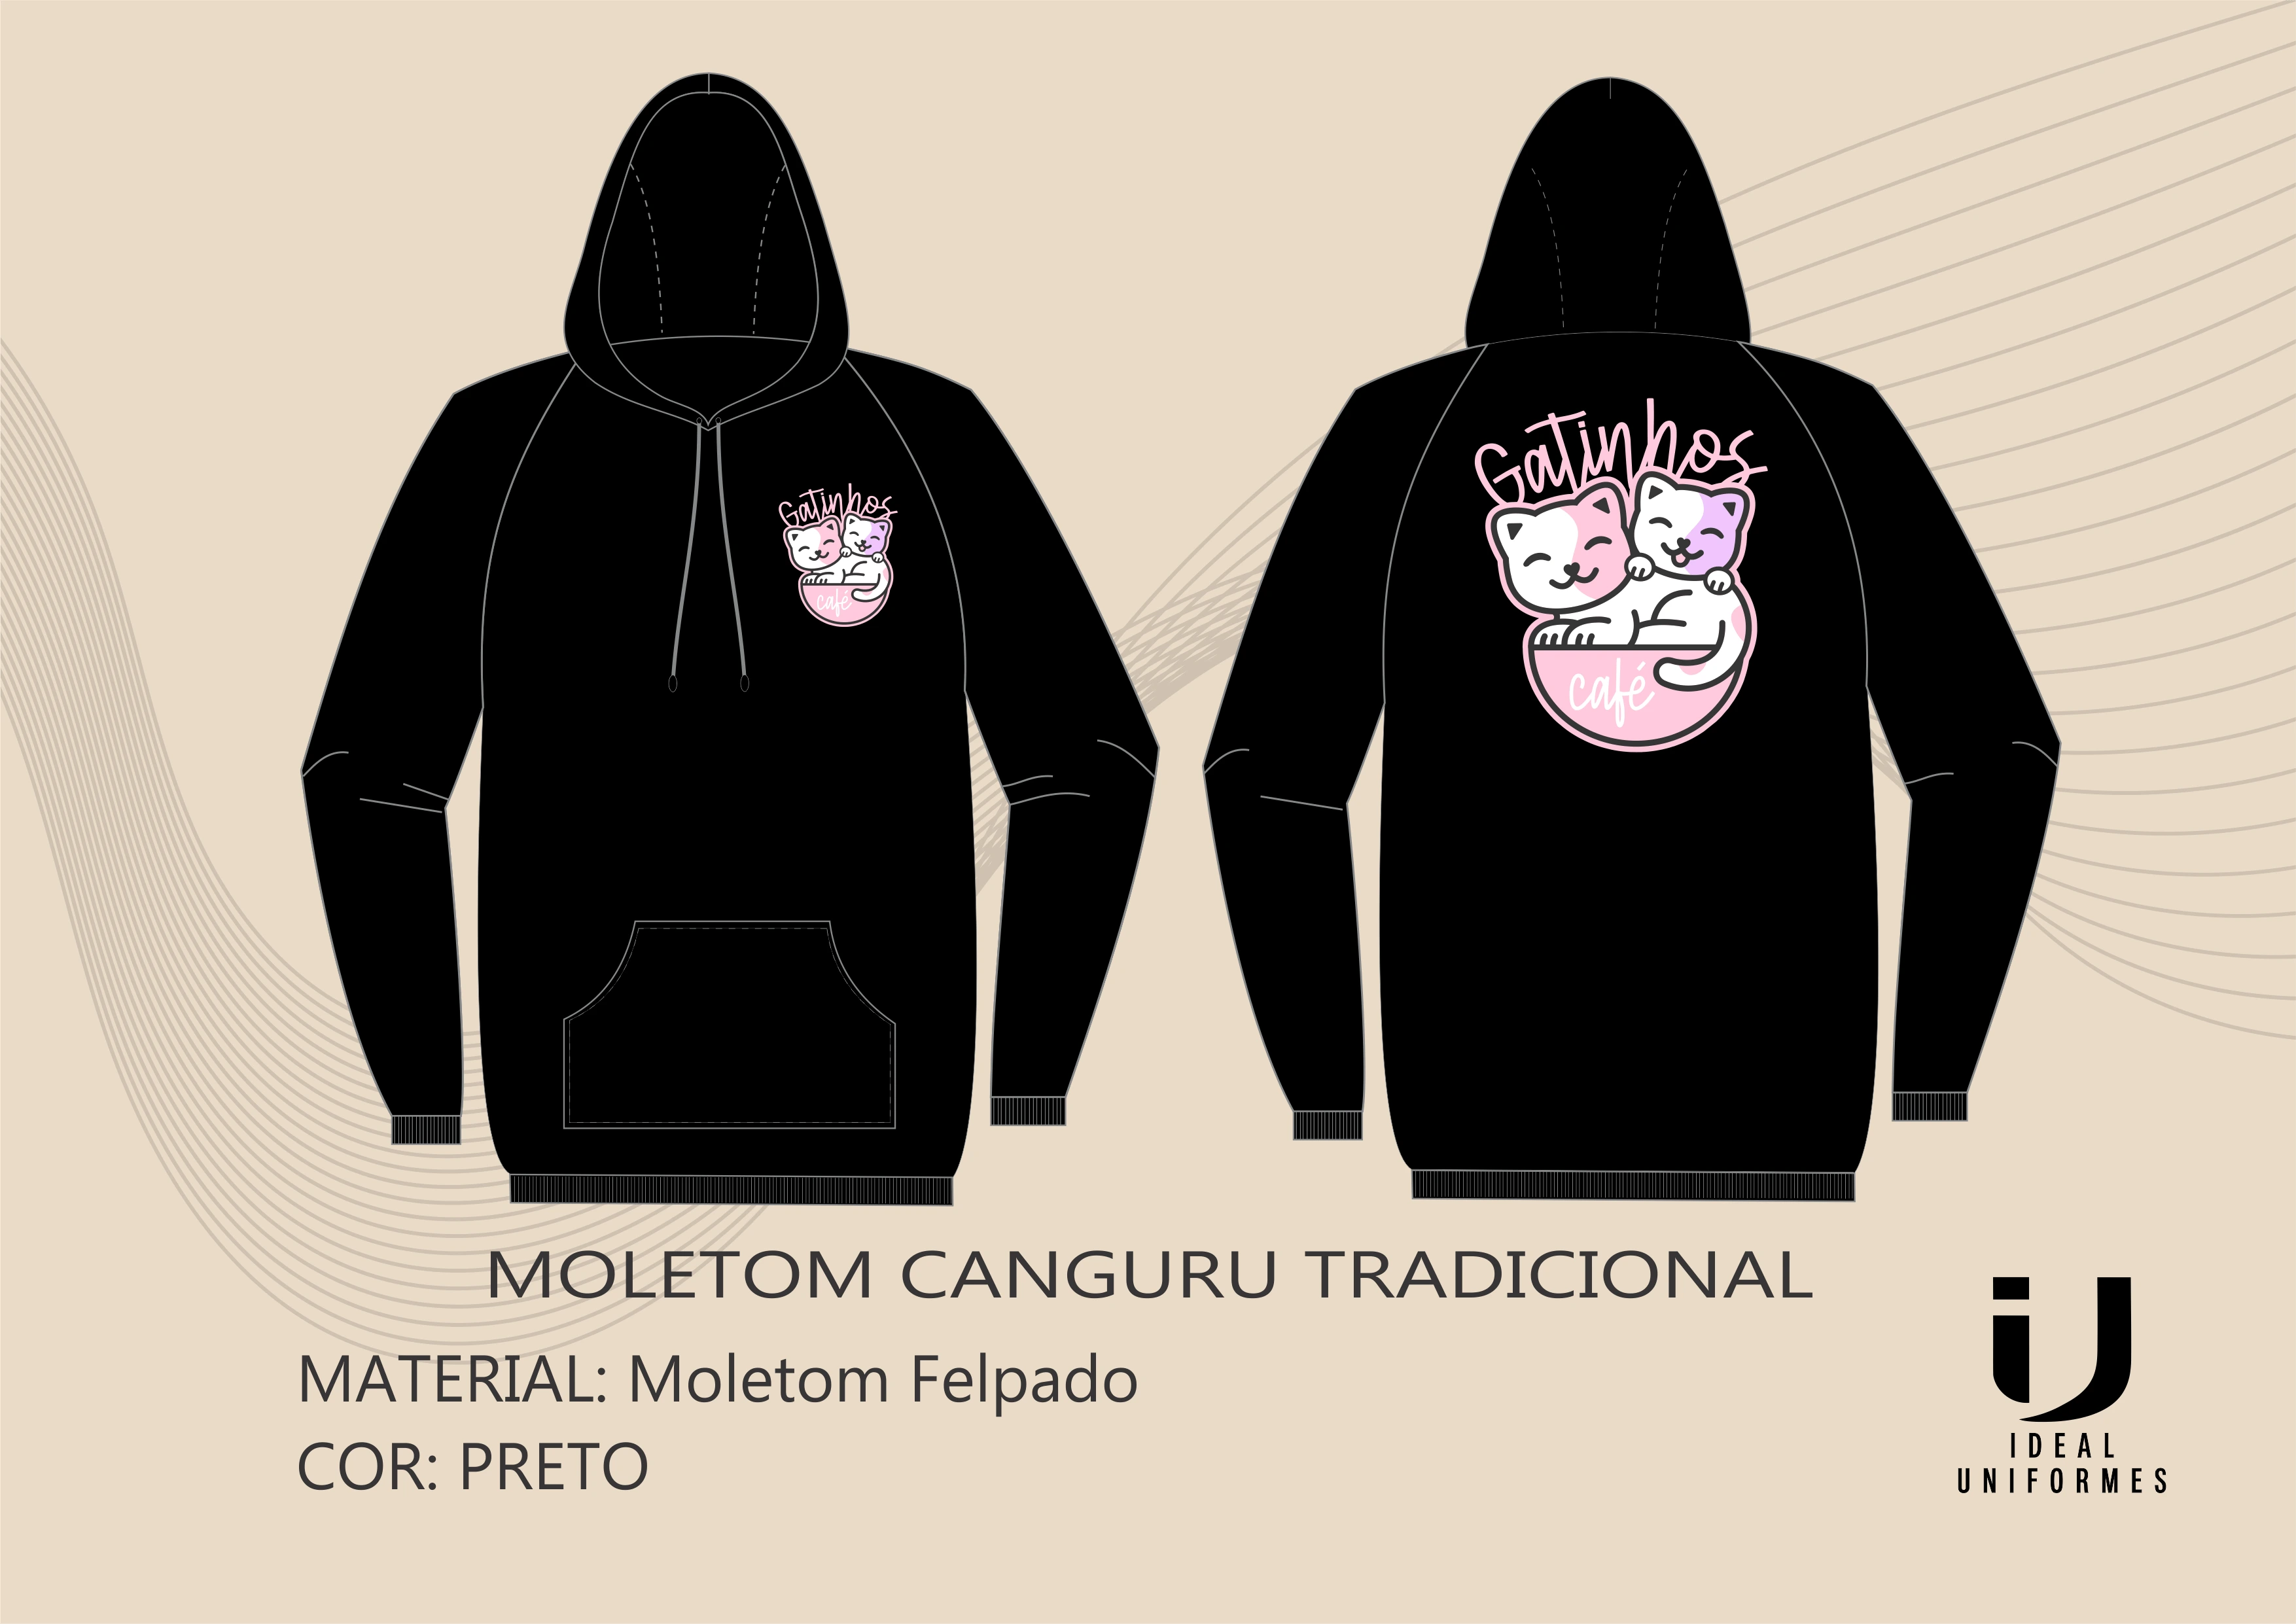 Gatinhos
café
Gatinhos
café
MOLETOM CANGURU TRADICIONAL
MATERIAL: Moletom Felpado
COR: PRETO
IDEAL
UNIFORMES